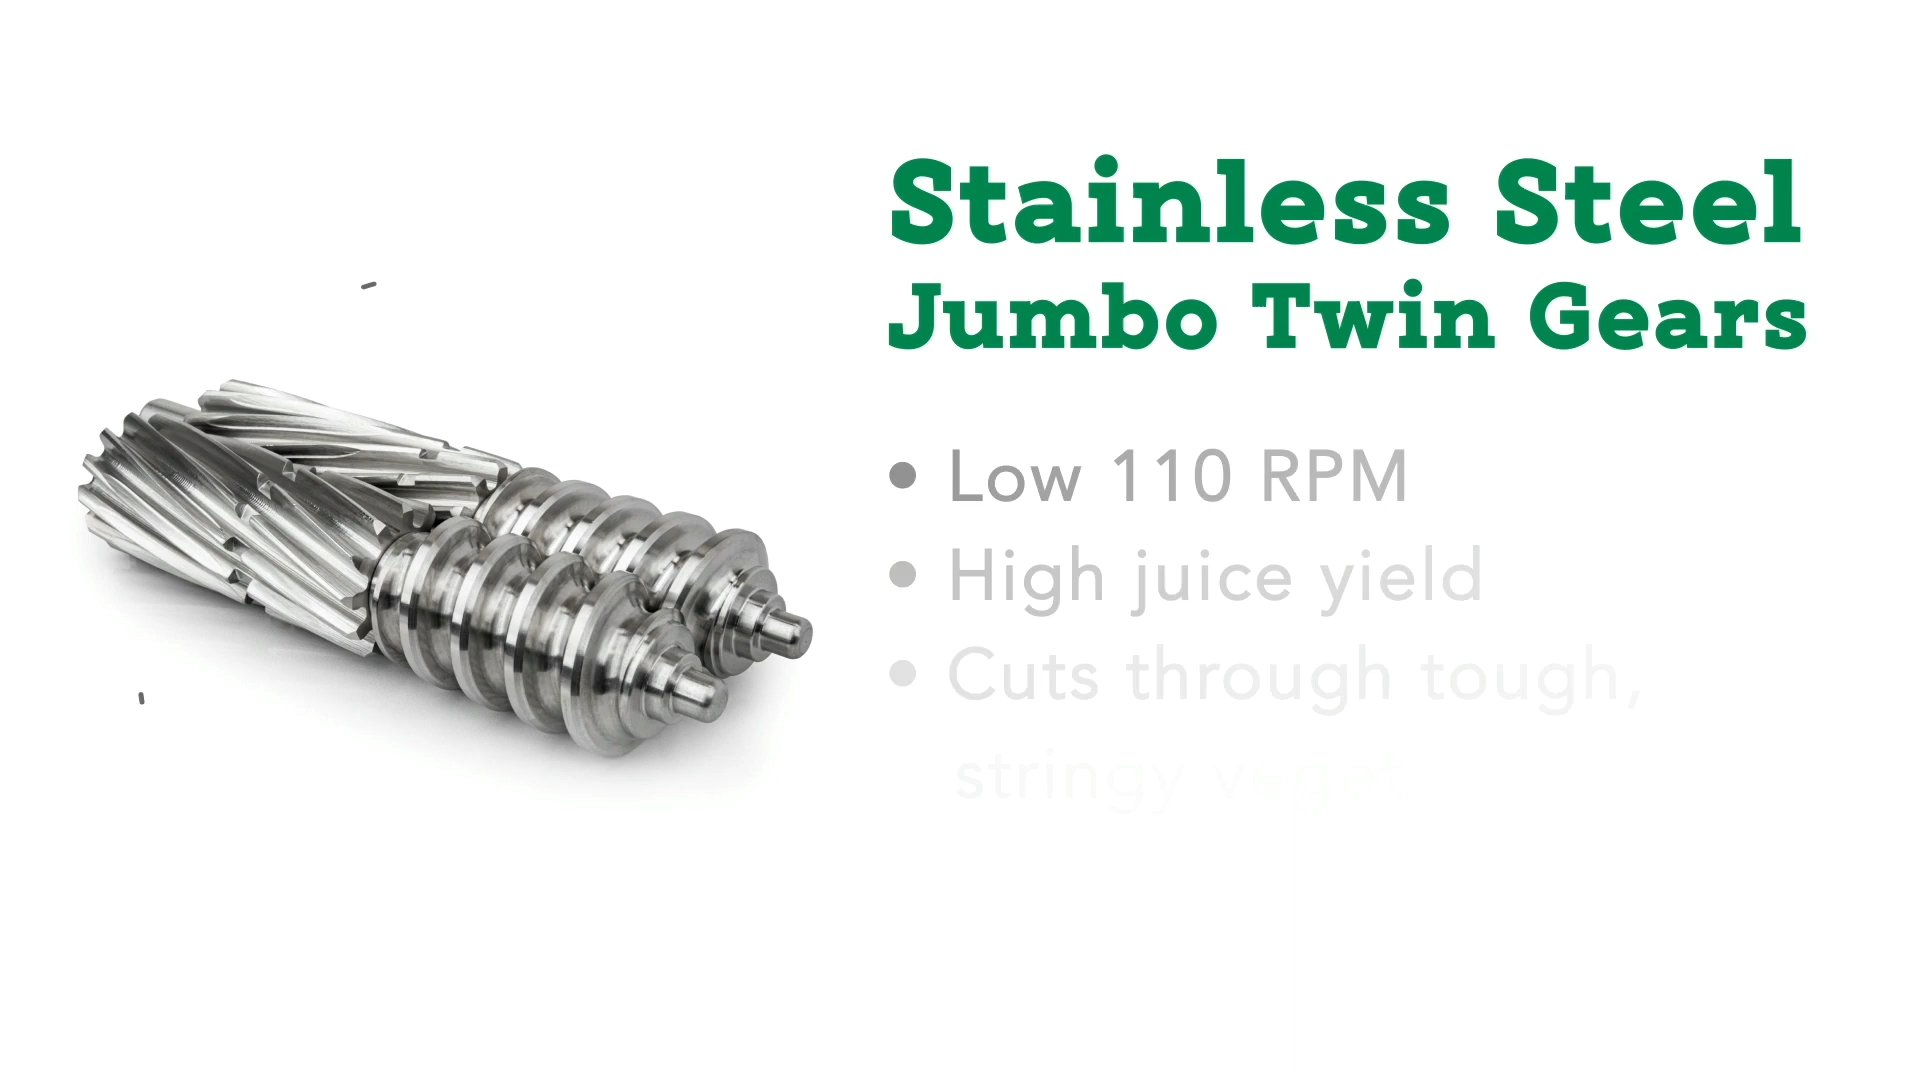 Stainless Steel
Jumbo Twin Gears
• Low 110 RPM
• High juice yield
• Cuts through tough,
stringy